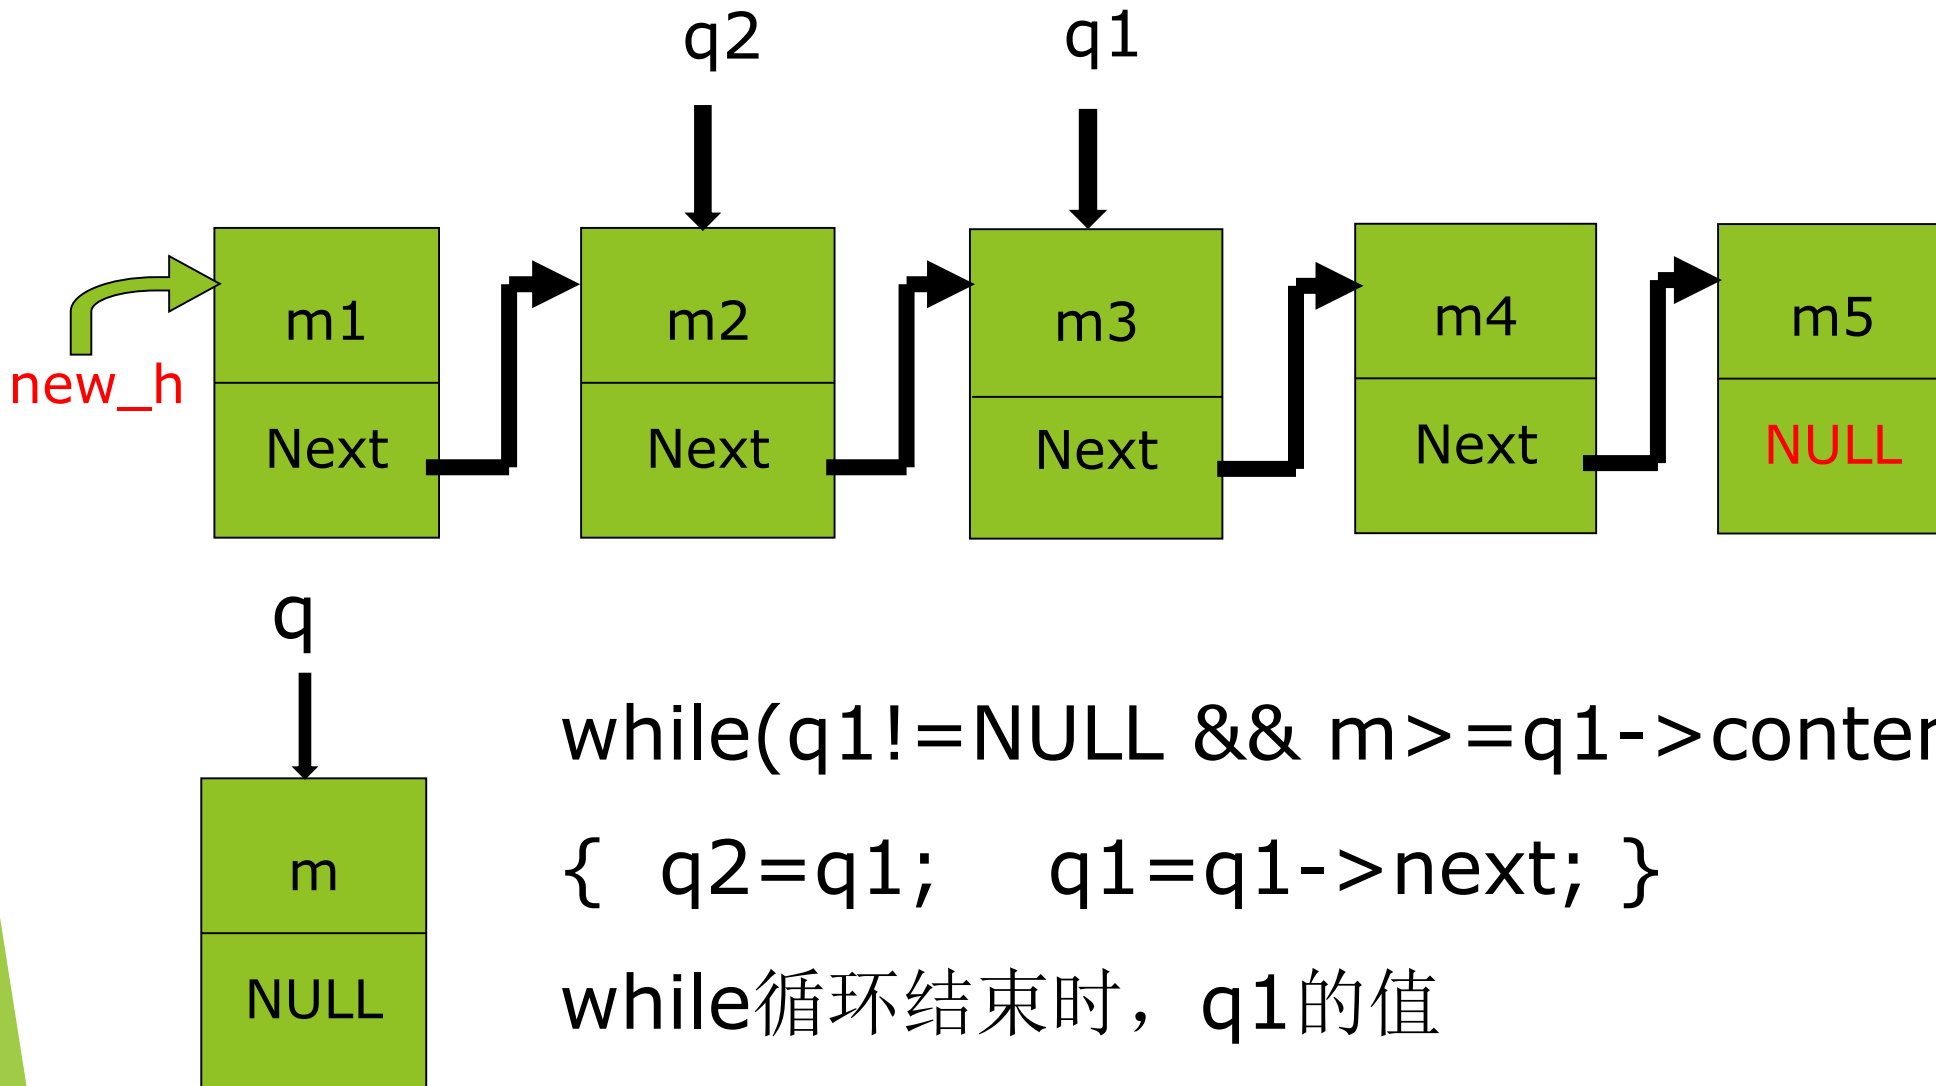 q2 q1
m1 m2 m3 m4 m5
new_h
Next Next Next Next NULL
q
while(q1!=NULL && m>=q1->
m
{ q2=q1; q1=q1->next; }
NULL
while循环结束时，q1的值